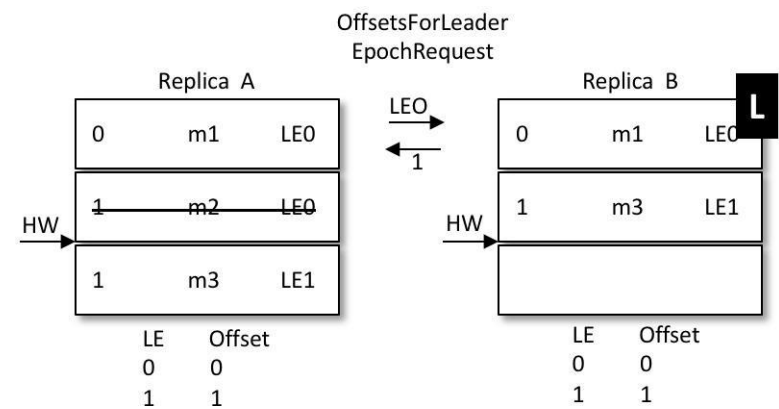 OffsetsForLeader
EpochRequest
Replica A
0 m1 LE0
1 m2 LE0
HW
1 m3 LE1
LE Offset
0 0
1 1
LEO
1
Replica B
L
0 m1 LE0
1 m3 LE1
HW
LE Offset
0 0
1 1